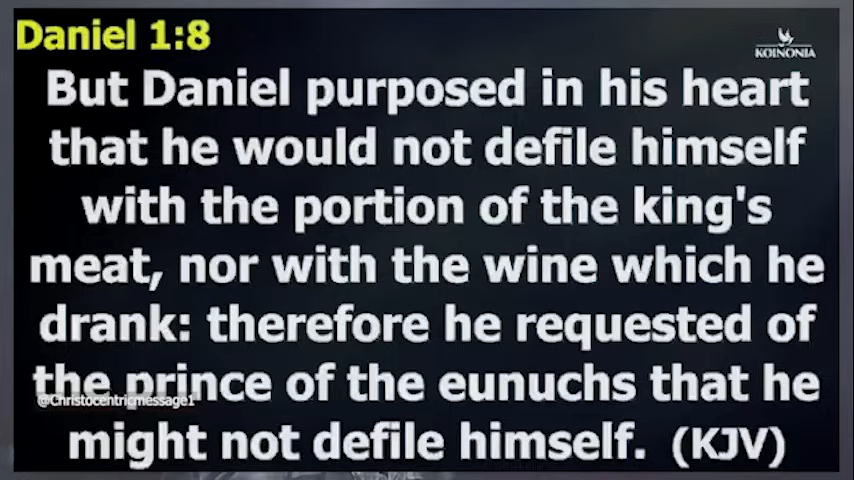 Daniel 1:8
KOINONIA
But Daniel purposed in his heart
that he would not defile himself
with the portion of the king's
meat, nor with the wine which he
drank: therefore he requested of
the prince of the eunuchs that he
@Christocentricmessage1
might not defile himself. (KJV)